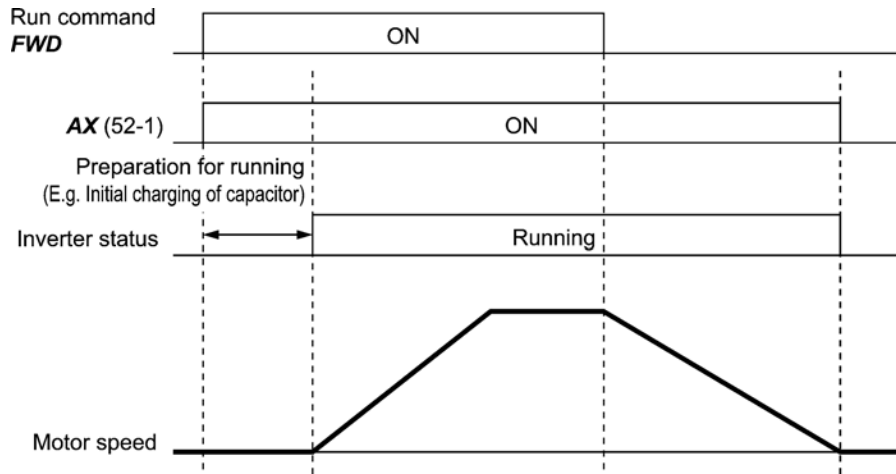 Run command
FWD
ON
AX (52-1)
ON
Preparation for running
(E.g. Initial charging of capacitor)
Inverter status
Running
Motor speed